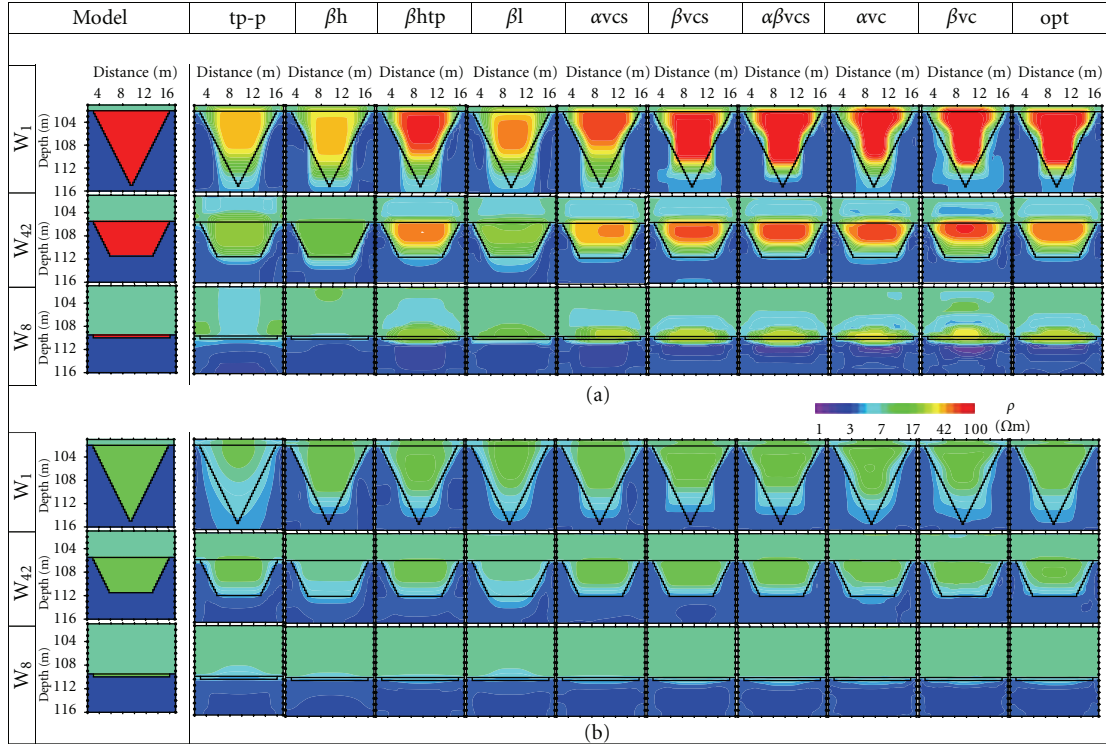 Model tp-p βh βhtp βl αvcs βvcs αβvcs αvc βvc opt
Distance (m) Distance (m) Distance (m) Distance (m) Distance (m) Distance (m) Distance (m) Distance (m) Distance (m) Distance (m) Distance (m)
4 8 12 16 4 8 12 16 4 8 12 16 4 8 12 16 4 8 12 16 4 8 12 16 4 8 12 16 4 8 12 16 4 8 12 16 4 8 12 16 4 8 12 16
W1
Depth (m)
104
108
112
116
W42
Depth (m)
104
108
112
116
W8
Depth (m)
104
108
112
116
(a)
ρ
(Ωm)
1 3 7 17 42 100
W1
Depth (m)
104
108
112
116
W42
Depth (m)
104
108
112
116
W8
Depth (m)
104
108
112
116
(b)